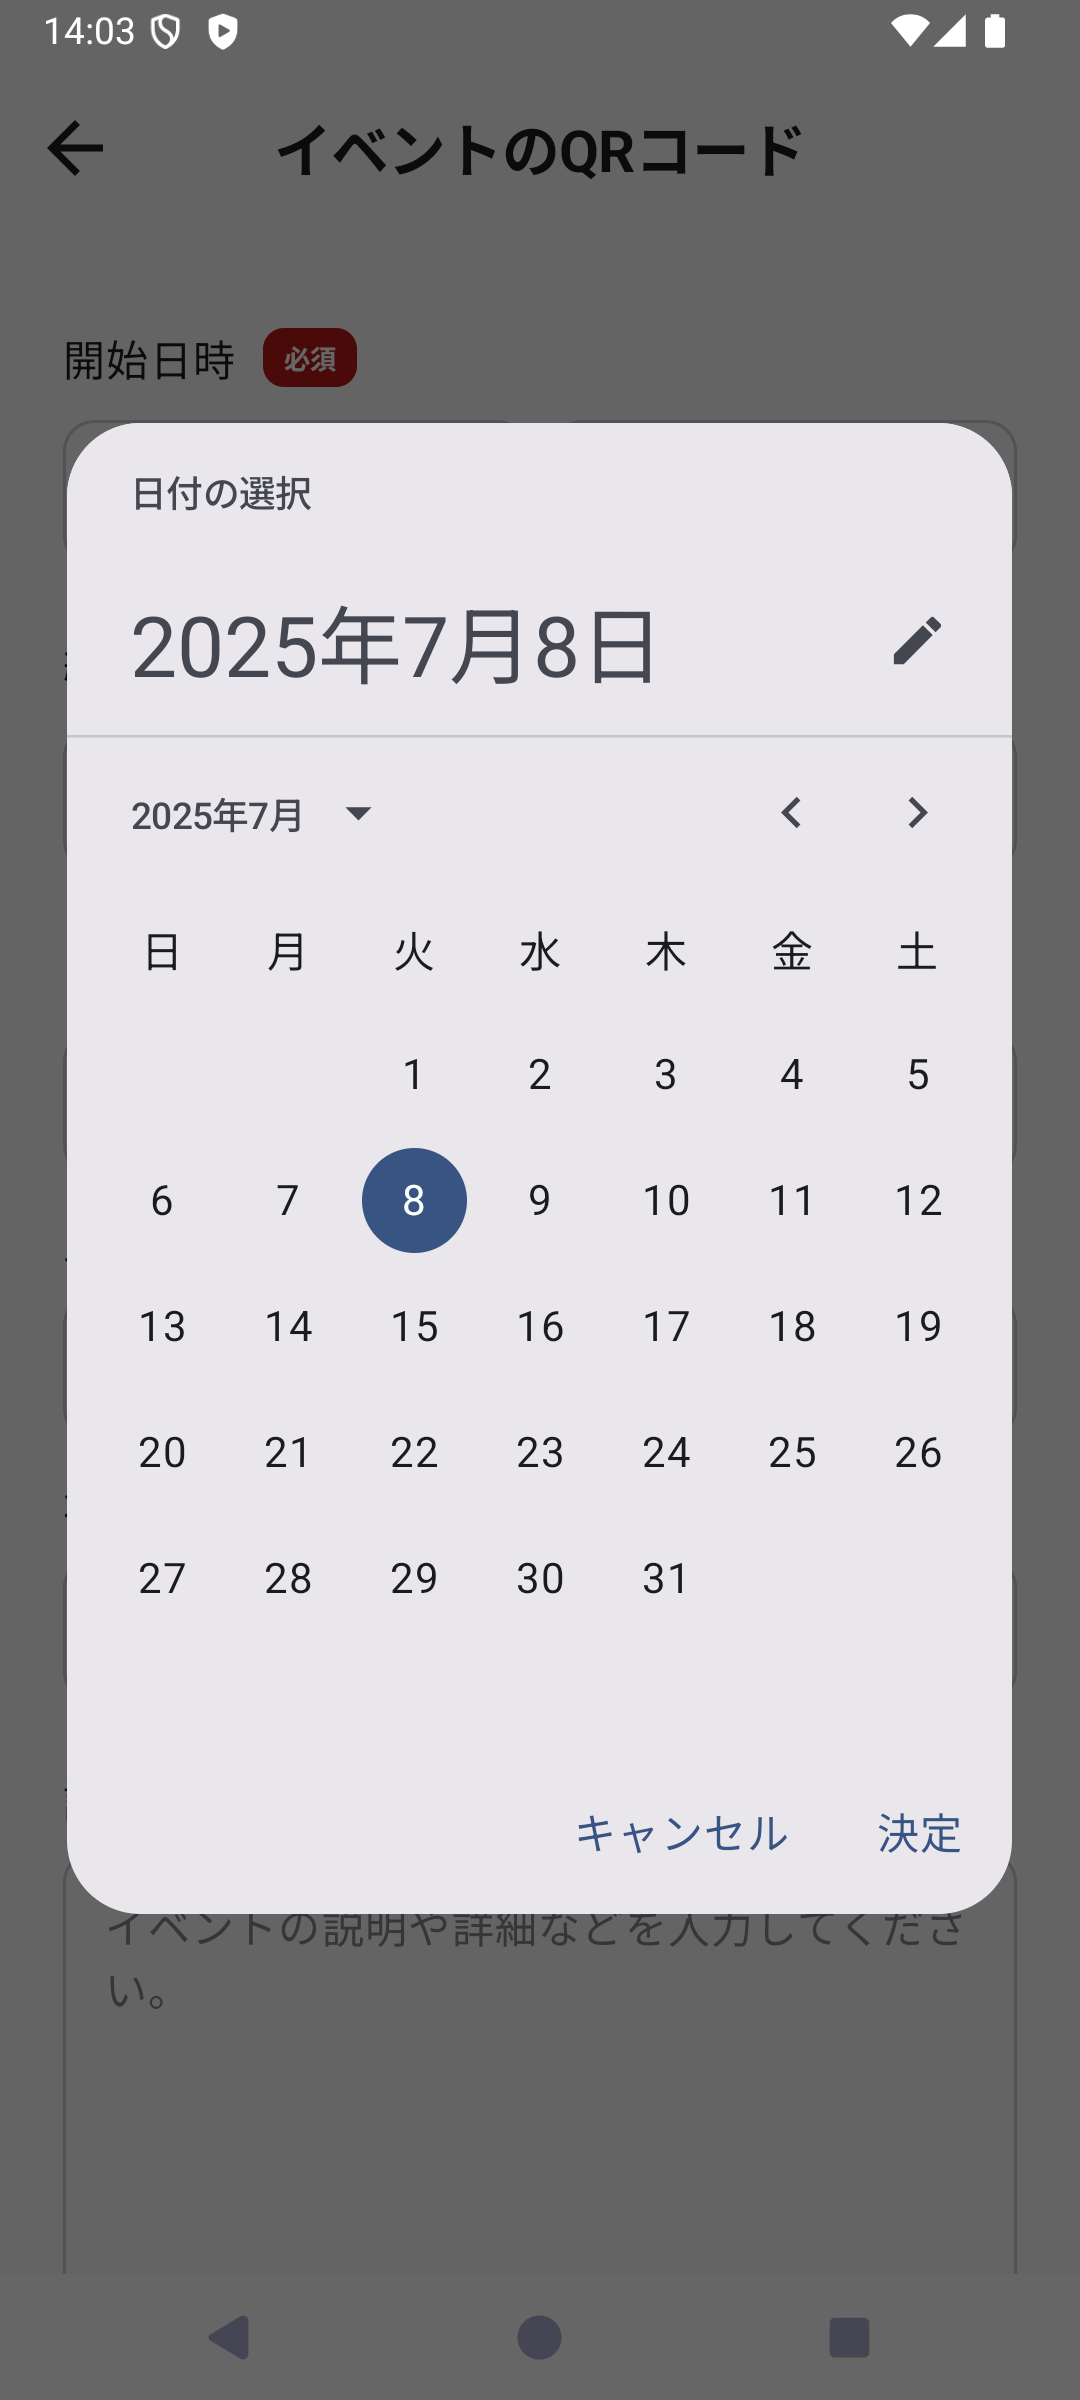 14:03
イベントのQRコード
開始日時 必須
日付の選択
2025年7月8日
2025年7月
日 月 火 水 木 金 土
1 2 3 4 5
6 7 8 9 10 11 12
13 14 15 16 17 18 19
20 21 22 23 24 25 26
27 28 29 30 31
キャンセル 決定
イベントの説明や詳細などを入力してくださ
い。